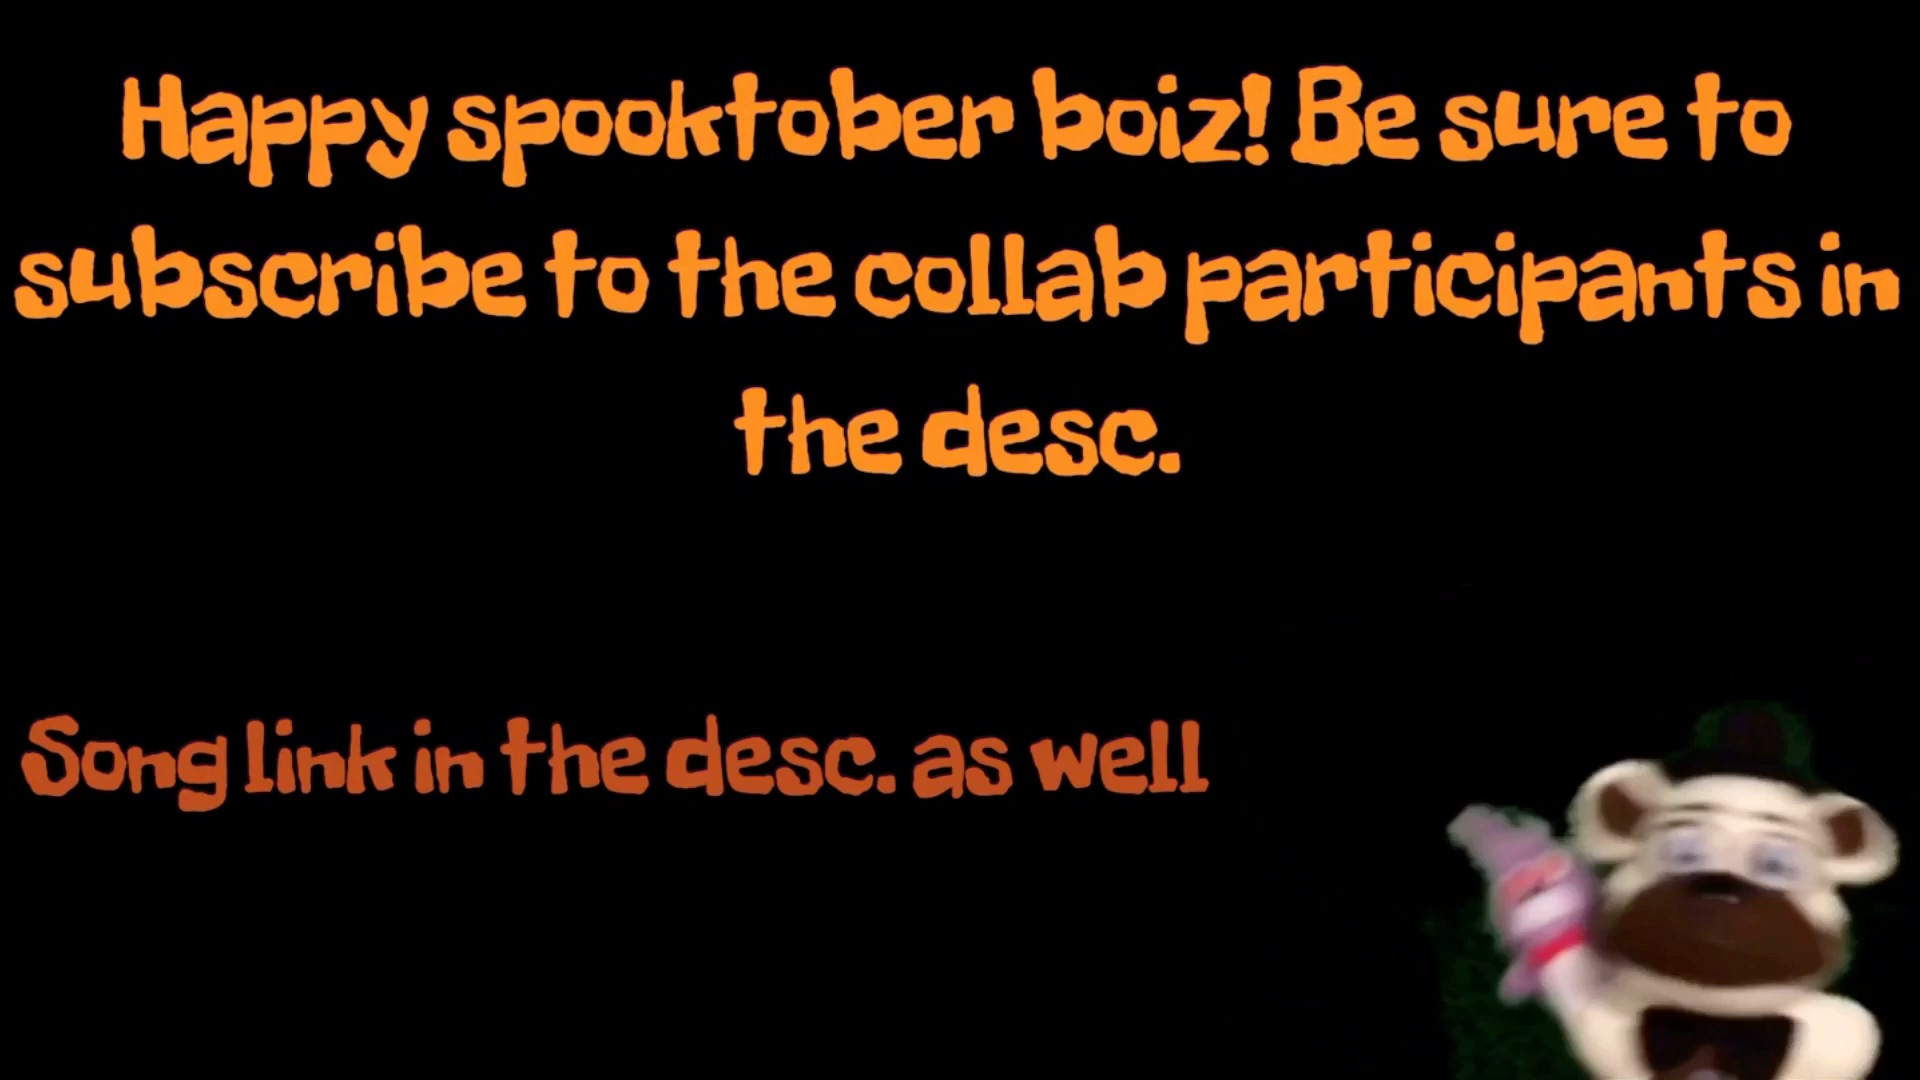 Happy spooktober boiz! Be sure to
subscribe to the collab participants in
the desc.
Song link in the desc. as well